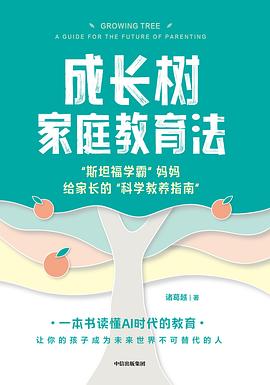 GROWING TREE
A GUIDE FOR THE FUTURE OF PARENTING
成长树
家庭教育法
“斯坦福学霸”妈妈
给家长的“科学教养指南”
诸葛越｜著
·一本书读懂AI时代的教育·
让你的孩子成为未来世界不可替代的人
中信出版集团